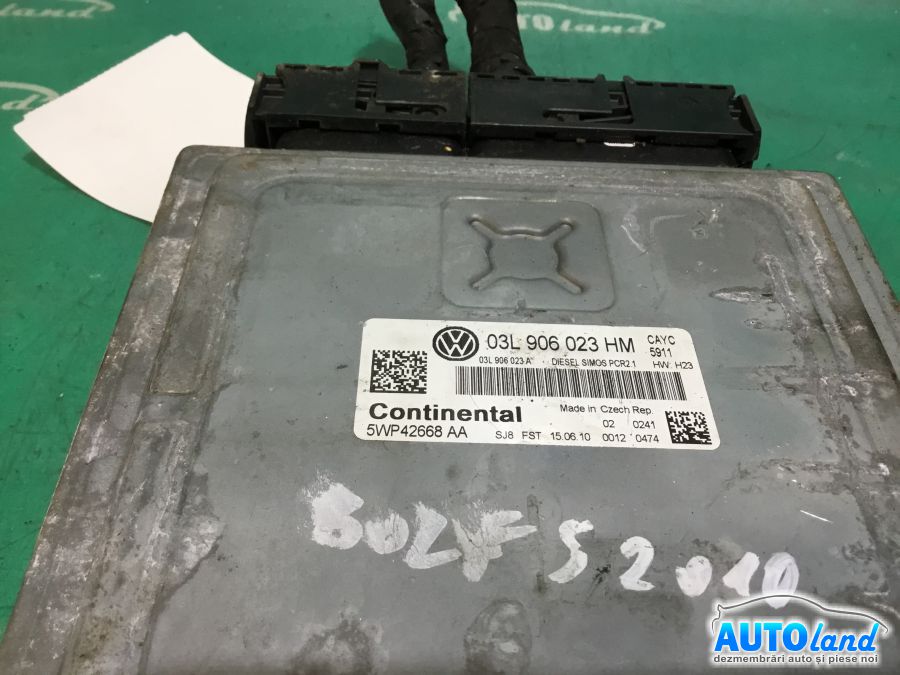 AUTOland
03L 906 023 HM CAYC 5911
03L 906 023 A DIESEL SIMOS PCR2.1 HW: H23
Continental Made in Czech Rep.
02 0241
5WP42668 AA SJ8 FST 15.06.10 0012 0474
5 2010
AUTOland
dezmembrări auto și piese noi